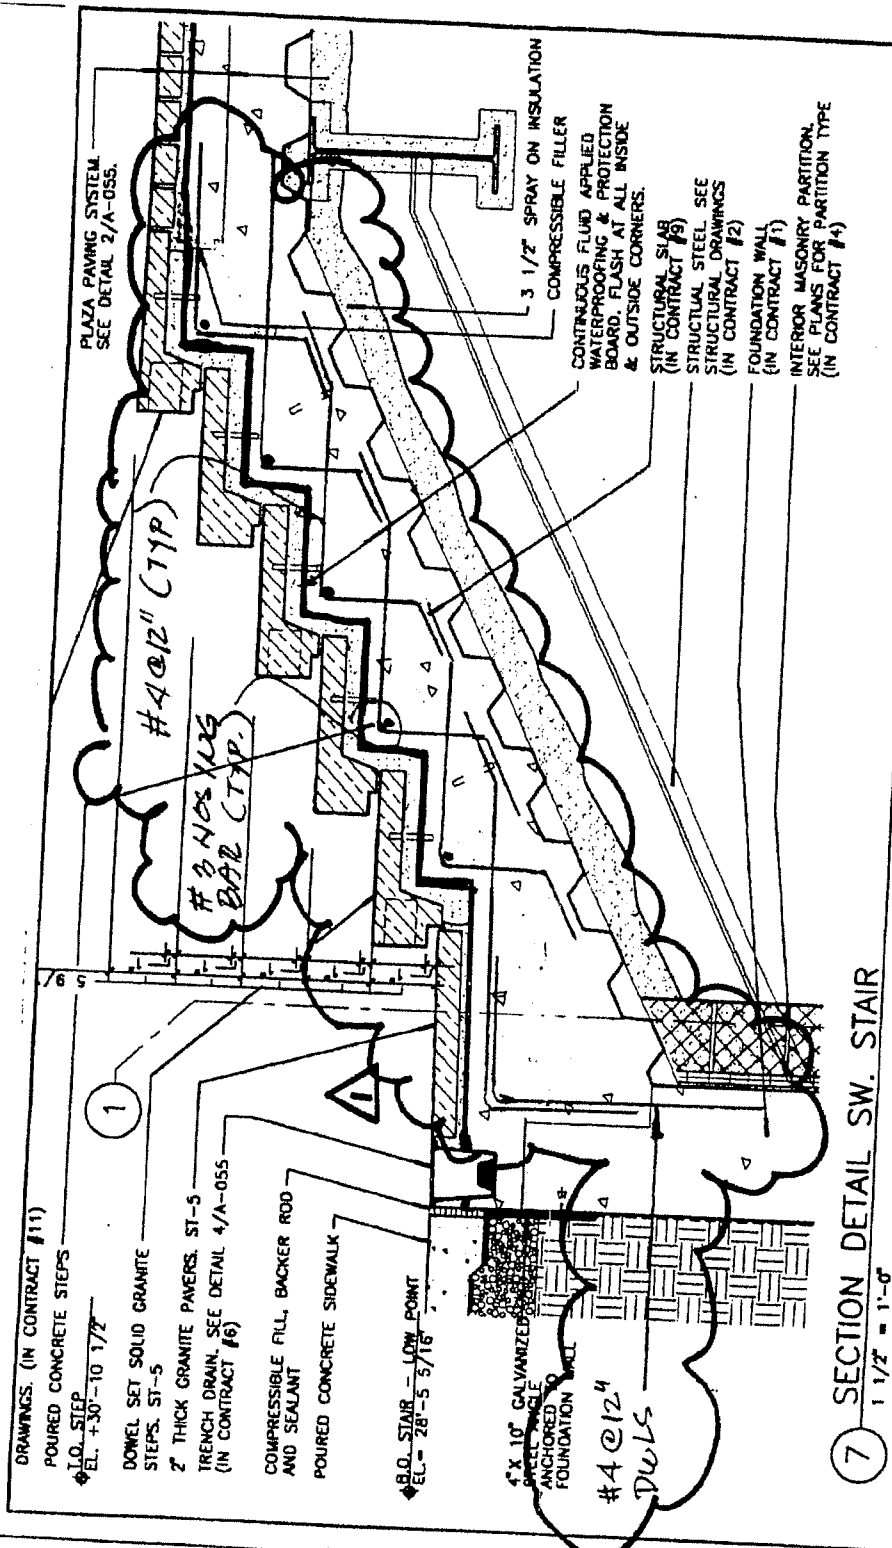 DRAWINGS. (IN CONTRACT #11)
POURED CONCRETE STEPS
T.O. STEP
EL. +30'-10 1/2"
DOWEL SET SOLID GRANITE
STEPS. ST-5
2" THICK GRANITE PAVERS. ST-5
TRENCH DRAIN. SEE DETAIL 4/A-055
(IN CONTRACT #6)
COMPRESSIBLE FILL, BACKER ROD
AND SEALANT
POURED CONCRETE SIDEWALK
B.O. STAIR - LOW POINT
EL.= 28'-5 5/16"
4" X 10" GALVANIZED
STEEL ANGLE
ANCHORED TO
FOUNDATION WALL
#4@12"
DWLS
1
1
5 9/
#3 NOSING
BAR (TYP.)
#4@12" (TYP)
PLAZA PAVING SYSTEM.
SEE DETAIL 2/A-055.
3 1/2" SPRAY ON INSULATION
COMPRESSIBLE FILLER
CONTINUOUS FLUID APPLIED
WATERPROOFING & PROTECTION
BOARD. FLASH AT ALL INSIDE
& OUTSIDE CORNERS.
STRUCTURAL SLAB
(IN CONTRACT #9)
STRUCTUAL STEEL. SEE
STRUCTURAL DRAWINGS
(IN CONTRACT #2)
FOUNDATION WALL
(IN CONTRACT #1)
INTERIOR MASONRY PARTITION.
SEE PLANS FOR PARTITION TYPE
(IN CONTRACT #4)
7 SECTION DETAIL SW. STAIR
1 1/2" = 1'-0"